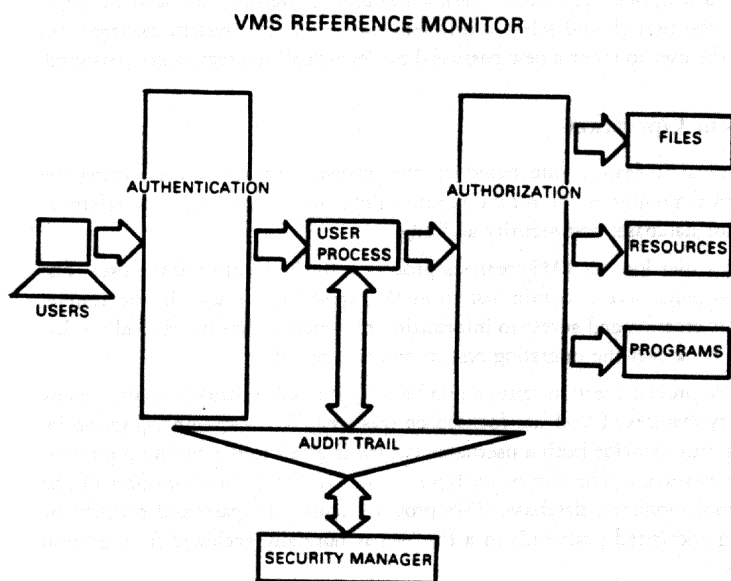 VMS REFERENCE MONITOR
FILES
AUTHENTICATION
AUTHORIZATION
USER
PROCESS
RESOURCES
USERS
PROGRAMS
AUDIT TRAIL
SECURITY MANAGER